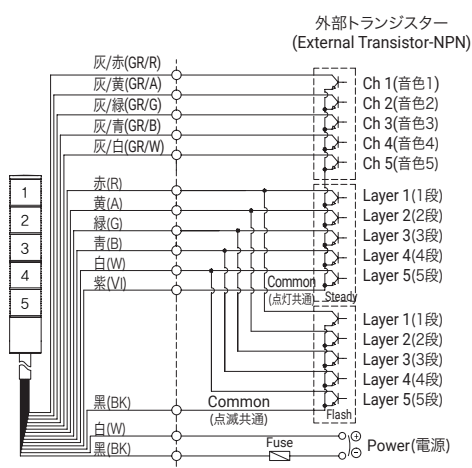 外部トランジスター
(External Transistor-NPN)
灰/赤(GR/R)
灰/黄(GR/A)
灰/緑(GR/G)
灰/青(GR/B)
灰/白(GR/W)
Ch 1(音色1)
Ch 2(音色2)
Ch 3(音色3)
Ch 4(音色4)
Ch 5(音色5)
1
2
3
4
5
赤(R)
黄(A)
緑(G)
青(B)
白(W)
紫(VI)
Layer 1(1段)
Layer 2(2段)
Layer 3(3段)
Layer 4(4段)
Layer 5(5段)
Common
(点灯共通)
Steady
Layer 1(1段)
Layer 2(2段)
Layer 3(3段)
Layer 4(4段)
Layer 5(5段)
Flash
黒(BK)
Common
(点滅共通)
白(W)
黒(BK)
Fuse
⊕
⊖
Power(電源)